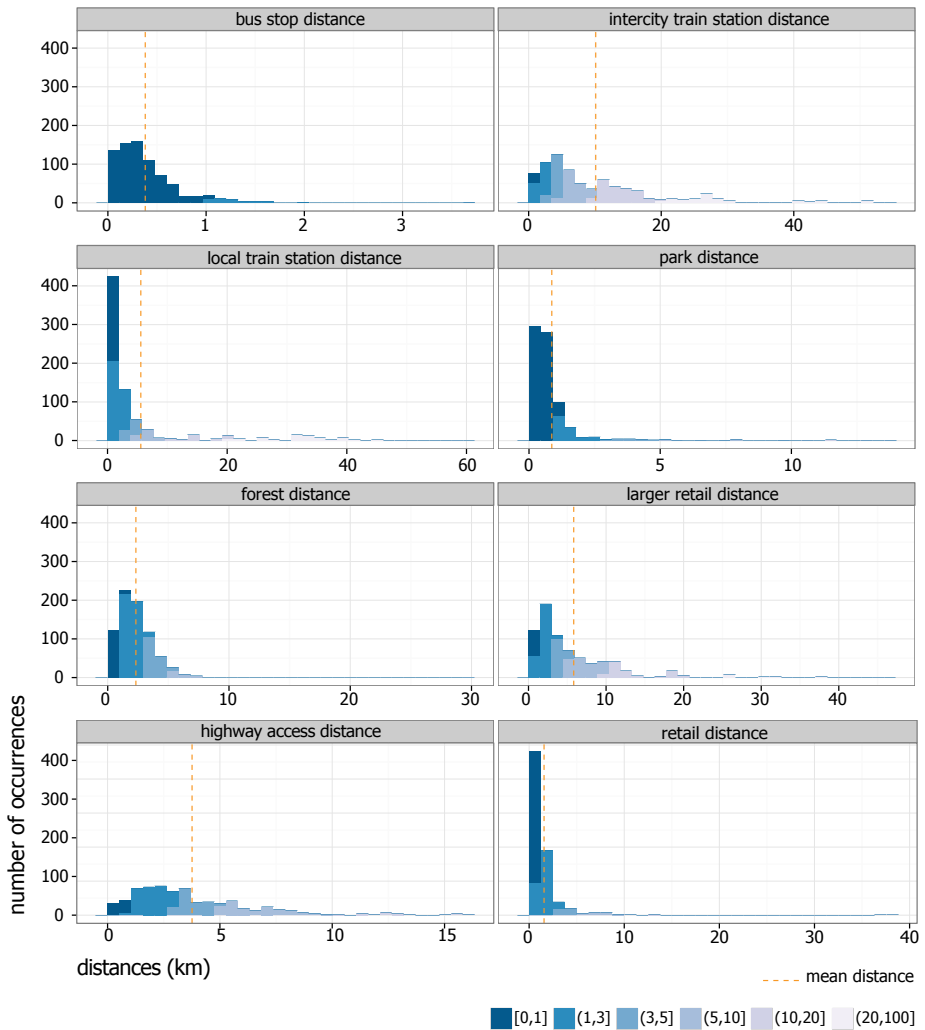 bus stop distance
intercity train station distance
400
300
200
100
0
0 1 2 3
0 20 40
local train station distance
park distance
400
300
200
100
0
0 20 40 60
0 5 10
forest distance
larger retail distance
400
300
200
100
0
0 10 20 30
0 10 20 30 40
highway access distance
retail distance
400
300
200
100
0
0 5 10 15
0 10 20 30 40
number of occurrences
distances (km)
mean distance
[0,1] (1,3] (3,5] (5,10] (10,20] (20,100]